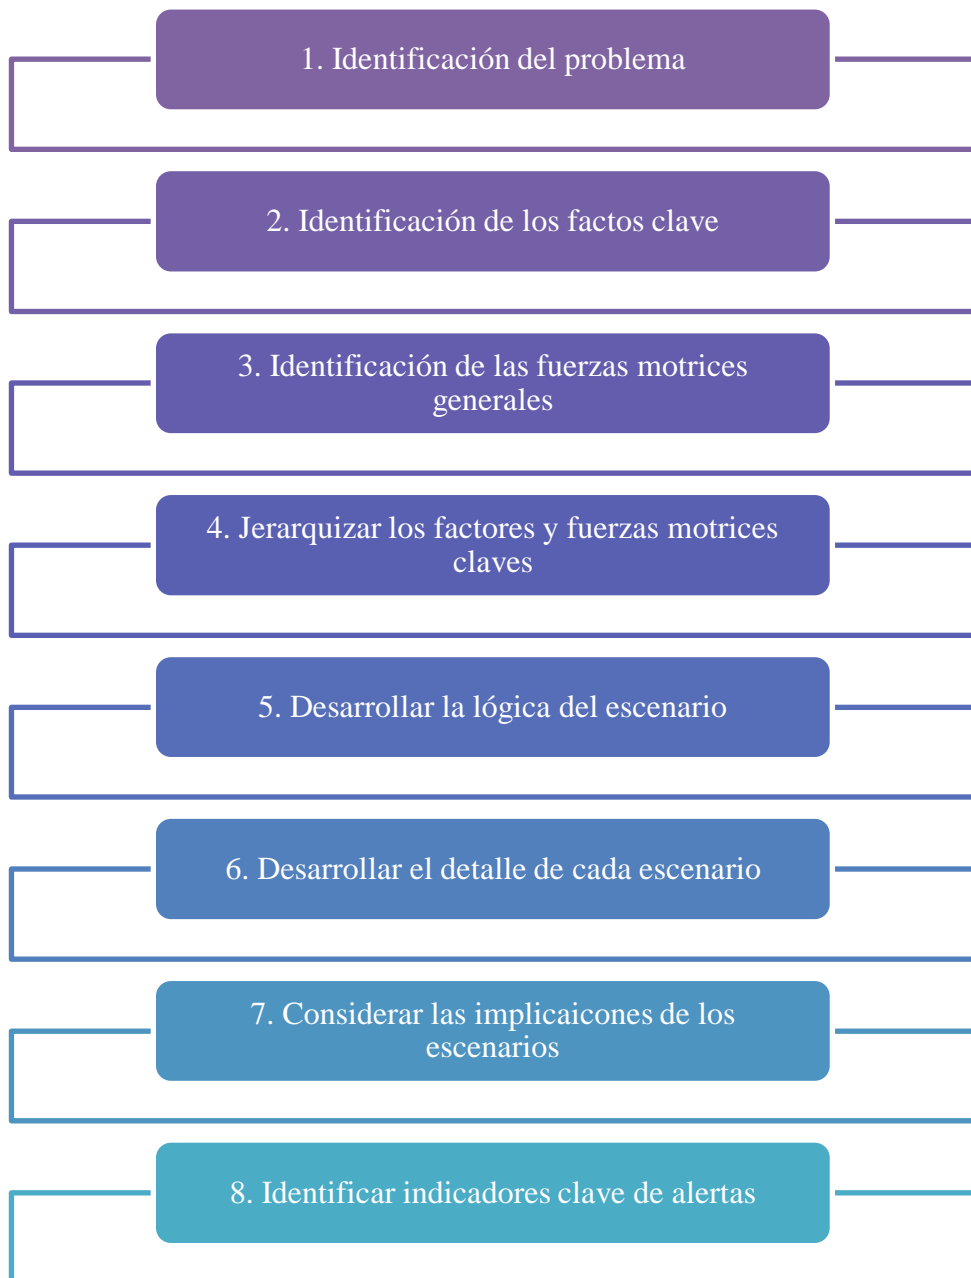 1. Identificación del problema
2. Identificación de los factos clave
3. Identificación de las fuerzas motrices
generales
4. Jerarquizar los factores y fuerzas motrices
claves
5. Desarrollar la lógica del escenario
6. Desarrollar el detalle de cada escenario
7. Considerar las implicaicones de los
escenarios
8. Identificar indicadores clave de alertas